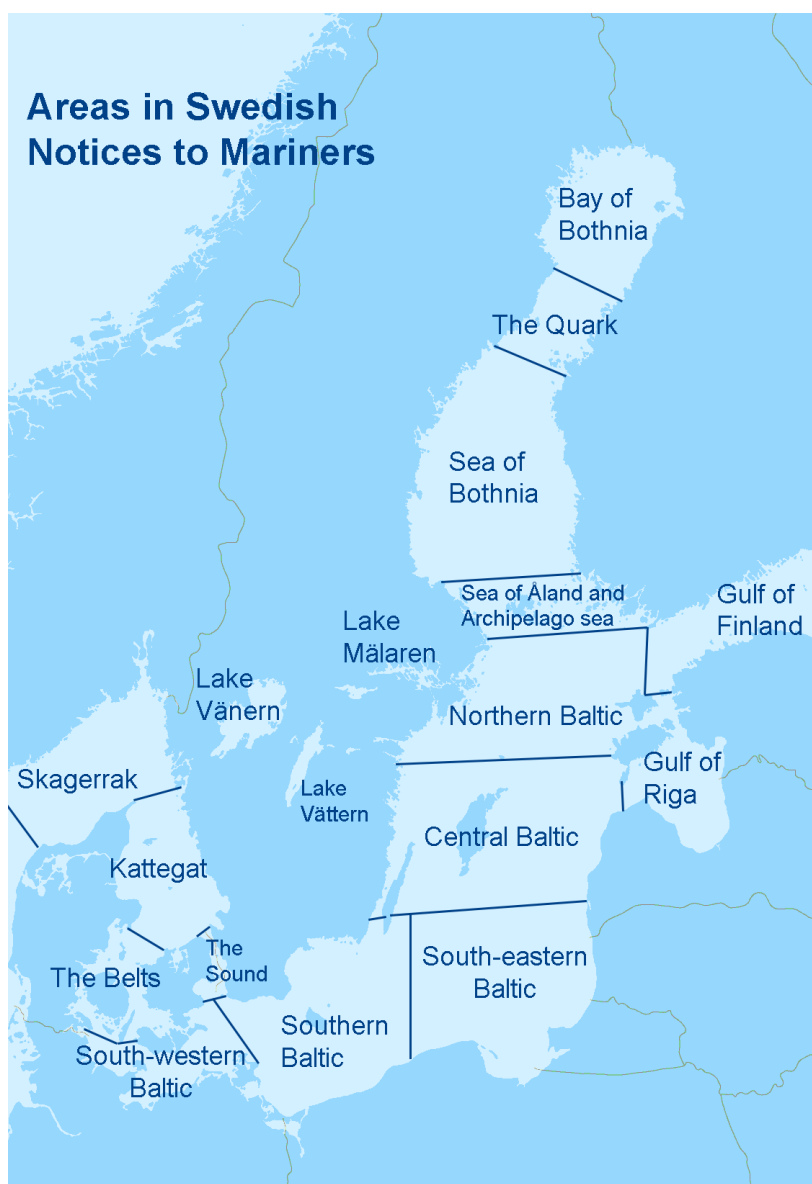 Areas in Swedish
Notices to Mariners
Bay of
Bothnia
The Quark
Sea of
Bothnia
Sea of Åland and
Archipelago sea
Gulf of
Finland
Lake
Mälaren
Lake
Vänern
Northern Baltic
Skagerrak
Lake
Vättern
Gulf of
Riga
Central Baltic
Kattegat
The
Sound
The Belts
South-eastern
Baltic
Southern
Baltic
South-western
Baltic